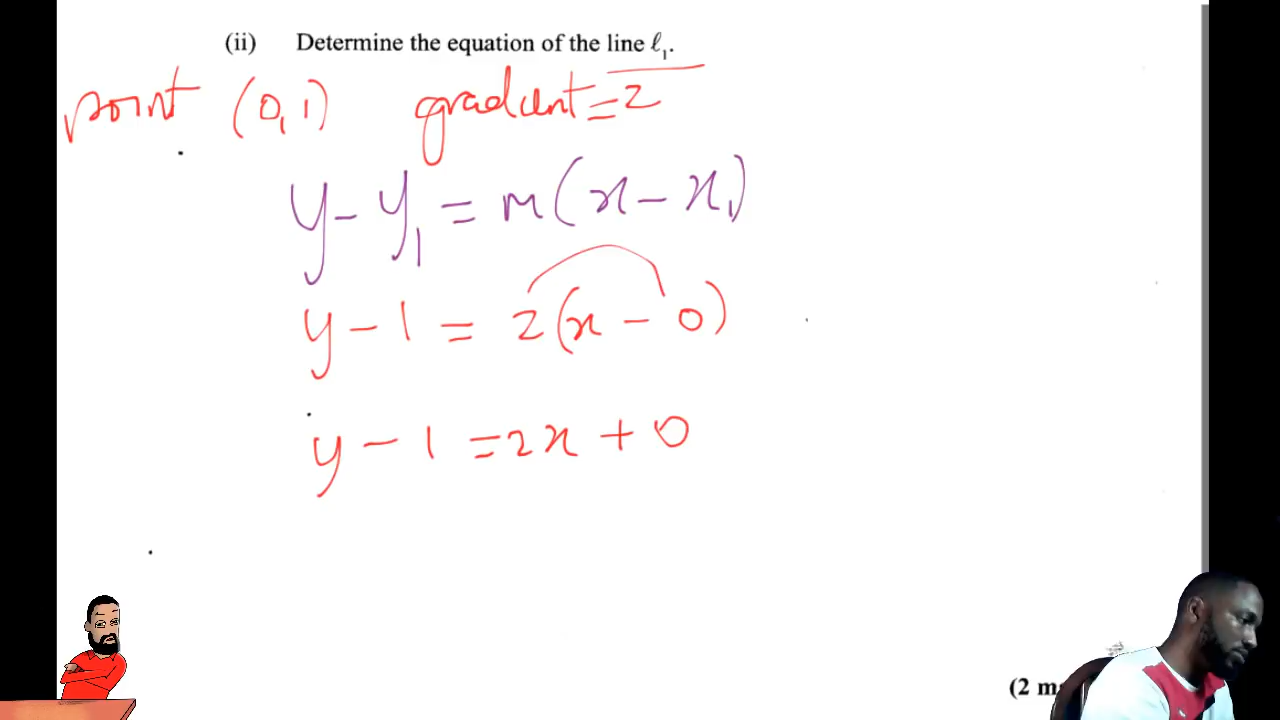 (ii) Determine the equation of the line ℓ₁.
point (0,1) gradient = 2
y - y₁ = m(x - x₁)
y - 1 = 2(x - 0)
y - 1 = 2x + 0
(2